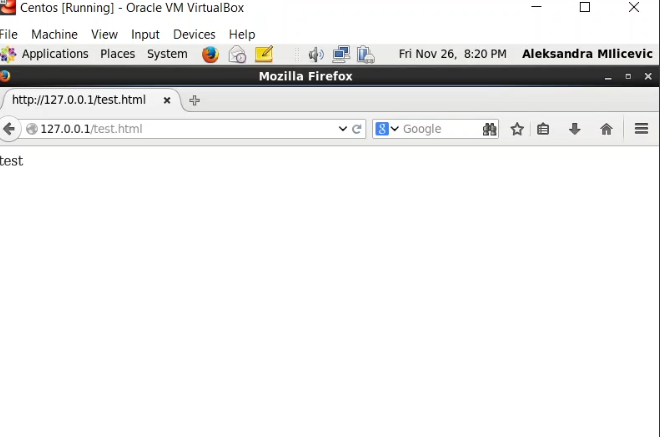 Centos [Running] - Oracle VM VirtualBox
File Machine View Input Devices Help
Applications Places System Fri Nov 26, 8:20 PM Aleksandra MIlicevic
Mozilla Firefox
http://127.0.0.1/test.html
127.0.0.1/test.html Google
test